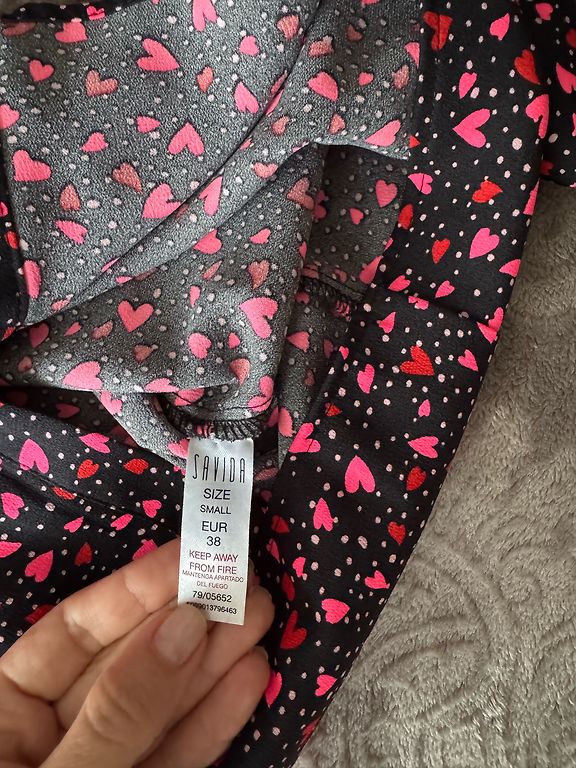 SAVIDA
SIZE
SMALL
EUR
38
KEEP AWAY
FROM FIRE
MANTENGA APARTADO
DEL FUEGO
79/05652